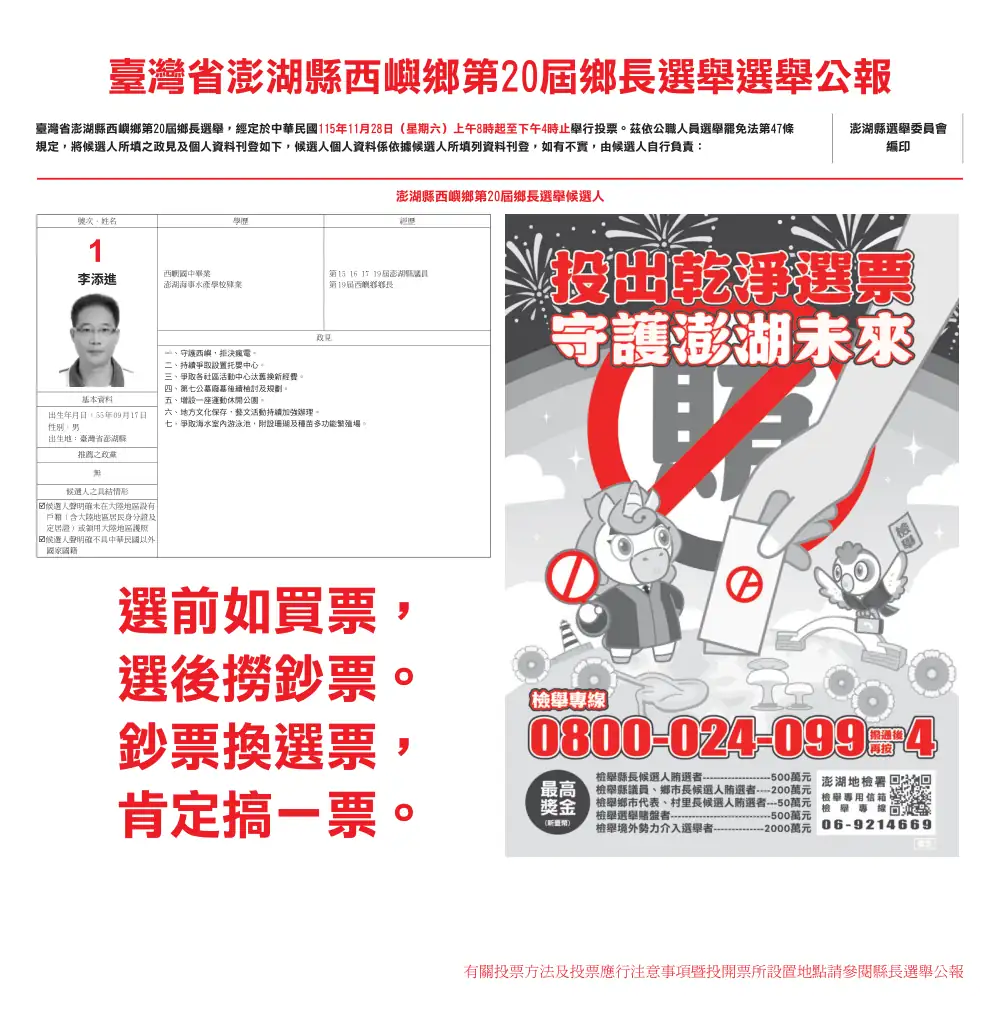 臺灣省澎湖縣西嶼鄉第20屆鄉長選舉選舉公報
臺灣省澎湖縣西嶼鄉第20屆鄉長選舉，經定於中華民國115年11月28日（星期六）上午8時起至下午4時止舉行投票。茲依公職人員選舉罷免法第47條
規定，將候選人所填之政見及個人資料刊登如下，候選人個人資料係依據候選人所填列資料刊登，如有不實，由候選人自行負責：
澎湖縣選舉委員會
編印
澎湖縣西嶼鄉第20屆鄉長選舉候選人
號次、姓名
學歷
經歷
1
李添進
西嶼國中畢業
澎湖海事水產學校肄業
第15 16 17 19屆澎湖縣議員
第19屆西嶼鄉鄉長
政見
一、守護西嶼，拒決瘋電。
二、持續爭取設置托嬰中心。
三、爭取各社區活動中心汰舊換新經費。
四、第七公墓廢墓後續檢討及規劃。
五、增設一座運動休閒公園。
六、地方文化保存，藝文活動持續加強辦理。
七、爭取海水室內游泳池，附設珊瑚及種苗多功能繁殖場。
基本資料
出生年月日：55年09月17日
性別：男
出生地：臺灣省澎湖縣
推薦之政黨
無
候選人之具結情形
☑候選人聲明確未在大陸地區設有
戶籍（含大陸地區居民身分證及
定居證）或領用大陸地區護照
☑候選人聲明確不具中華民國以外
國家國籍
選前如買票，
選後撈鈔票。
鈔票換選票，
肯定搞一票。
投出乾淨選票
守護澎湖未來
賄
檢舉
檢舉專線
0800-024-099 撥通後再按 4
最高
獎金
（新臺幣）
檢舉縣長候選人賄選者--------------------500萬元
檢舉縣議員、鄉市長候選人賄選者----200萬元
檢舉鄉市代表、村里長候選人賄選者---50萬元
檢舉選舉賭盤者------------------------------500萬元
檢舉境外勢力介入選舉者---------------2000萬元
澎湖地檢署
檢舉專用信箱
檢舉專線
06-9214669
有關投票方法及投票應行注意事項暨投開票所設置地點請參閱縣長選舉公報